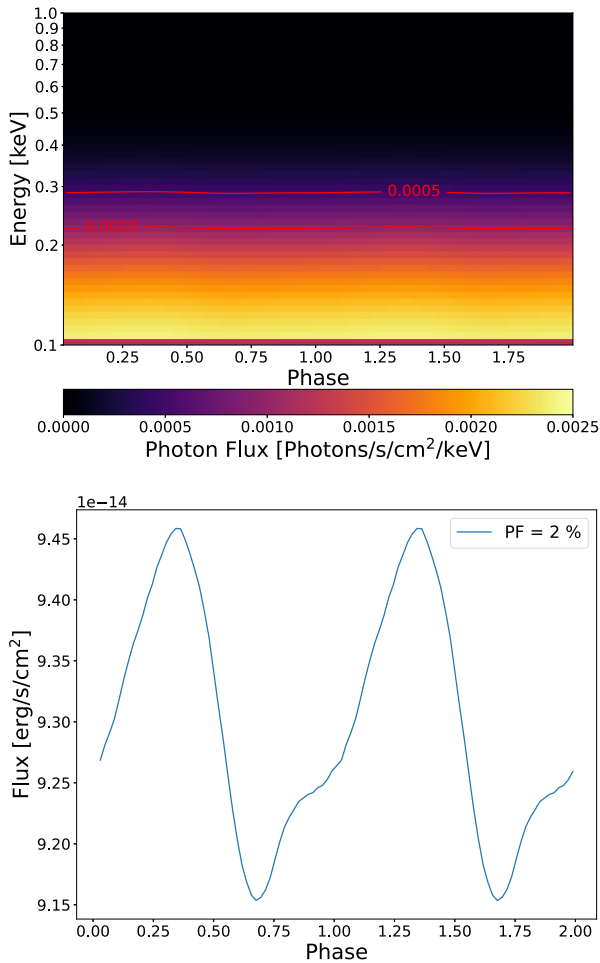 1.0
0.9
0.8
0.7
0.6
0.5
0.4
0.3
0.2
0.1
Energy [keV]
0.0005
0.0010
0.25 0.50 0.75 1.00 1.25 1.50 1.75
Phase
0.0000 0.0005 0.0010 0.0015 0.0020 0.0025
Photon Flux [Photons/s/cm²/keV]
1e−14
PF = 2 %
9.45
9.40
9.35
9.30
9.25
9.20
9.15
Flux [erg/s/cm²]
0.00 0.25 0.50 0.75 1.00 1.25 1.50 1.75 2.00
Phase